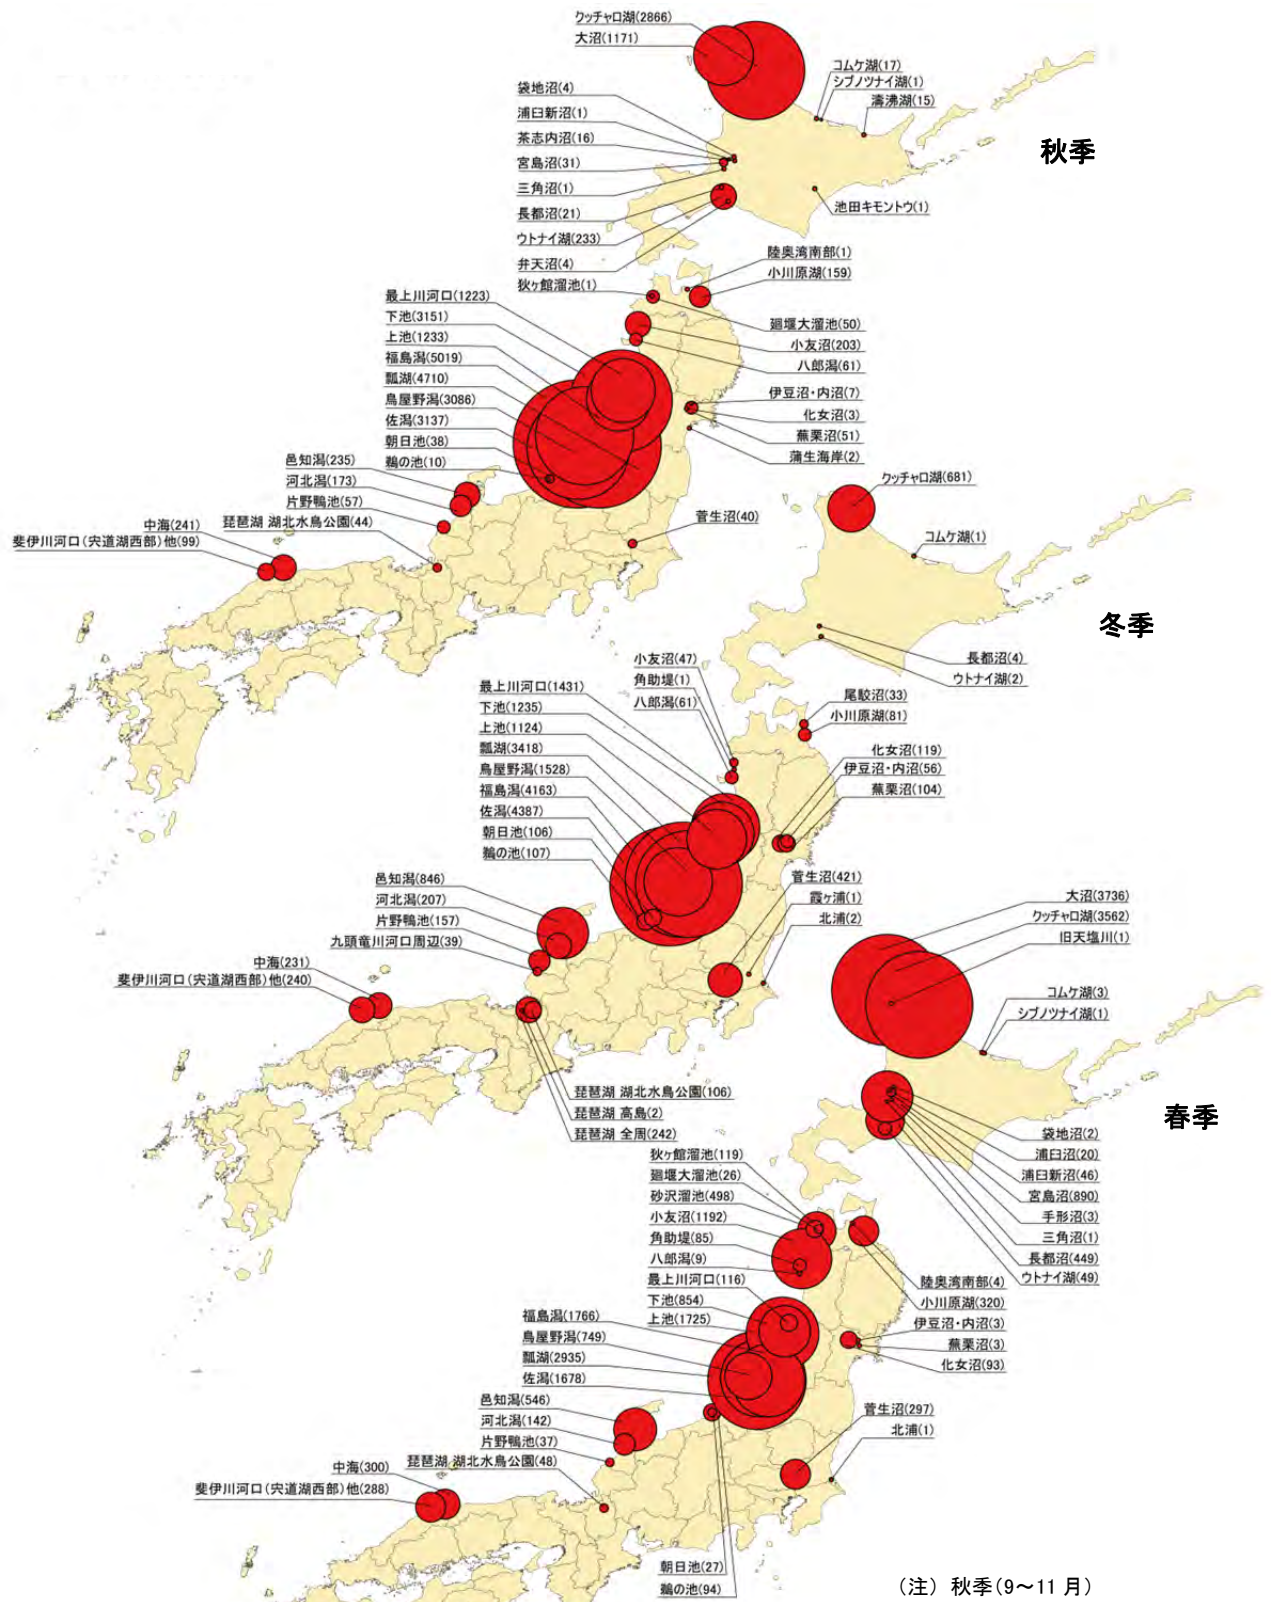 クッチャロ湖(2866)
大沼(1171)
コムケ湖(17)
シブノツナイ湖(1)
濤沸湖(15)
袋地沼(4)
浦臼新沼(1)
茶志内沼(16)
宮島沼(31)
三角沼(1)
長都沼(21)
ウトナイ湖(233)
弁天沼(4)
池田キモントウ(1)
秋季
陸奥湾南部(1)
小川原湖(159)
狄ヶ館溜池(1)
廻堰大溜池(50)
小友沼(203)
八郎潟(61)
最上川河口(1223)
下池(3151)
上池(1233)
福島潟(5019)
瓢湖(4710)
鳥屋野潟(3086)
佐潟(3137)
朝日池(38)
鵜の池(10)
伊豆沼・内沼(7)
化女沼(3)
蕪栗沼(51)
蒲生海岸(2)
邑知潟(235)
河北潟(173)
片野鴨池(57)
琵琶湖 湖北水鳥公園(44)
中海(241)
斐伊川河口(宍道湖西部)他(99)
菅生沼(40)
クッチャロ湖(681)
コムケ湖(1)
長都沼(4)
ウトナイ湖(2)
冬季
小友沼(47)
角助堤(1)
八郎潟(61)
尾駮沼(33)
小川原湖(81)
最上川河口(1431)
下池(1235)
上池(1124)
瓢湖(3418)
鳥屋野潟(1528)
福島潟(4163)
佐潟(4387)
朝日池(106)
鵜の池(107)
化女沼(119)
伊豆沼・内沼(56)
蕪栗沼(104)
邑知潟(846)
河北潟(207)
片野鴨池(157)
九頭竜川河口周辺(39)
中海(231)
斐伊川河口(宍道湖西部)他(240)
菅生沼(421)
霞ヶ浦(1)
北浦(2)
琵琶湖 湖北水鳥公園(106)
琵琶湖 高島(2)
琵琶湖 全周(242)
大沼(3736)
クッチャロ湖(3562)
旧天塩川(1)
コムケ湖(3)
シブノツナイ湖(1)
春季
袋地沼(2)
浦臼沼(20)
浦臼新沼(46)
宮島沼(890)
手形沼(3)
三角沼(1)
長都沼(449)
ウトナイ湖(49)
狄ヶ館溜池(119)
廻堰大溜池(26)
砂沢溜池(498)
小友沼(1192)
角助堤(85)
八郎潟(9)
最上川河口(116)
下池(854)
上池(1725)
福島潟(1766)
鳥屋野潟(749)
瓢湖(2935)
佐潟(1678)
陸奥湾南部(4)
小川原湖(320)
伊豆沼・内沼(3)
蕪栗沼(3)
化女沼(93)
邑知潟(546)
河北潟(142)
片野鴨池(37)
琵琶湖 湖北水鳥公園(48)
中海(300)
斐伊川河口(宍道湖西部)他(288)
菅生沼(297)
北浦(1)
朝日池(27)
鵜の池(94)
(注) 秋季(9～11月)